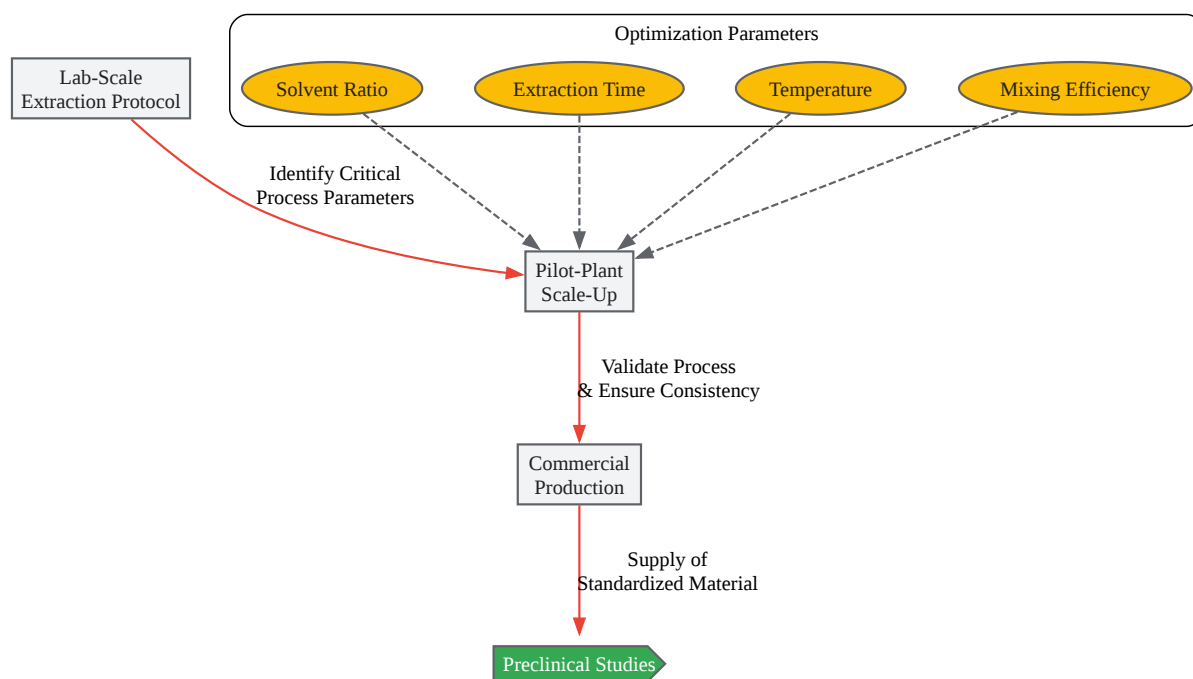 Optimization Parameters
Lab-Scale
Extraction Protocol
Solvent Ratio
Extraction Time
Temperature
Mixing Efficiency
Identify Critical
Process Parameters
Pilot-Plant
Scale-Up
Validate Process
& Ensure Consistency
Commercial
Production
Supply of
Standardized Material
Preclinical Studies